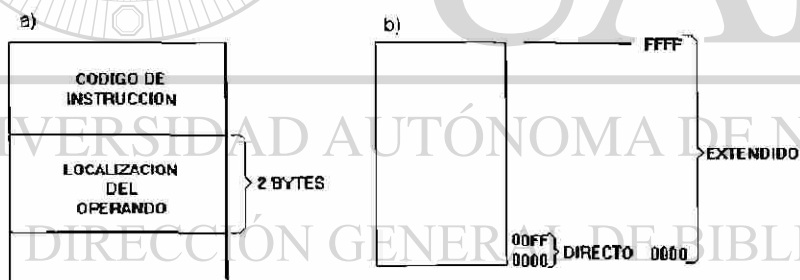 a)
CODIGO DE
INSTRUCCION
LOCALIZACION
DEL
OPERANDO
2 BYTES
b)
FFFF
EXTENDIDO
00FF
0000
DIRECTO
0000
UNIVERSIDAD AUTÓNOMA DE N
DIRECCIÓN GENERAL DE BIBL